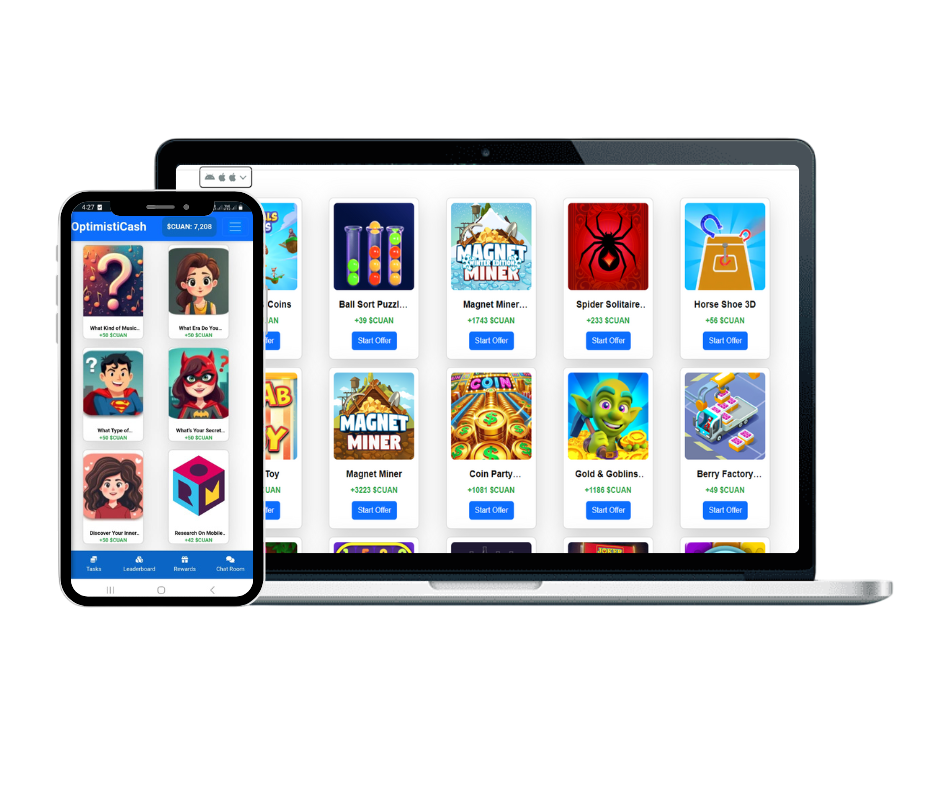 4:27
OptimistiCash
$CUAN: 7,208
What Kind of Music..
+50 $CUAN
What Era Do You...
+50 $CUAN
?
What Type of...
+50 $CUAN
What's Your Secret..
+50 $CUAN
Discover Your Inner..
+50 $CUAN
R M
Research On Mobile..
+42 $CUAN
Tasks
Leaderboard
Rewards
Chat Room
Coins
Ball Sort Puzzl...
+39 $CUAN
Start Offer
MAGNET
WINTER EDITION
MINER
Magnet Miner...
+1743 $CUAN
Start Offer
Spider Solitaire..
+233 $CUAN
Start Offer
Horse Shoe 3D
+56 $CUAN
Start Offer
Toy
MAGNET
MINER
Magnet Miner
+3223 $CUAN
Start Offer
COIN
Coin Party...
+1081 $CUAN
Start Offer
Gold & Goblins..
+1186 $CUAN
Start Offer
Berry Factory...
+49 $CUAN
Start Offer
JOKER